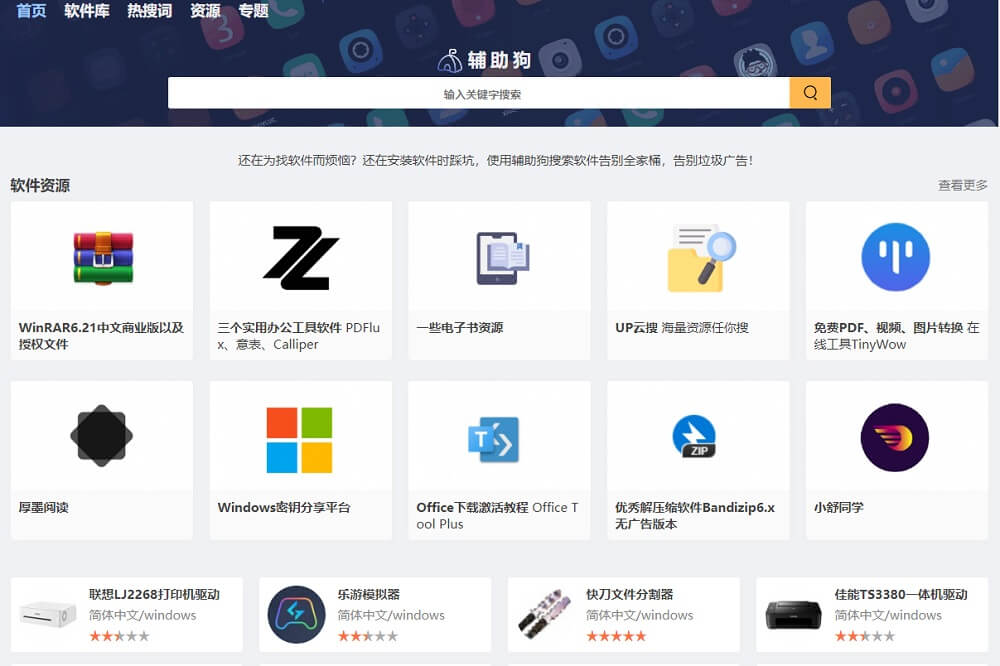 首页 软件库 热搜词 资源 专题
辅助狗
输入关键字搜索
还在为找软件而烦恼？还在安装软件时踩坑，使用辅助狗搜索软件告别全家桶，告别垃圾广告！
软件资源
查看更多
WinRAR6.21中文商业版以及
授权文件
三个实用办公工具软件 PDFlu
x、意表、Calliper
一些电子书资源
UP云搜 海量资源任你搜
免费PDF、视频、图片转换 在
线工具TinyWow
厚墨阅读
Windows密钥分享平台
Office下载激活教程 Office T
ool Plus
T
ZIP
优秀解压缩软件Bandizip6.x
无广告版本
小舒同学
联想LJ2268打印机驱动
简体中文/windows
乐游模拟器
简体中文/windows
快刀文件分割器
简体中文/windows
佳能TS3380一体机驱动
简体中文/windows